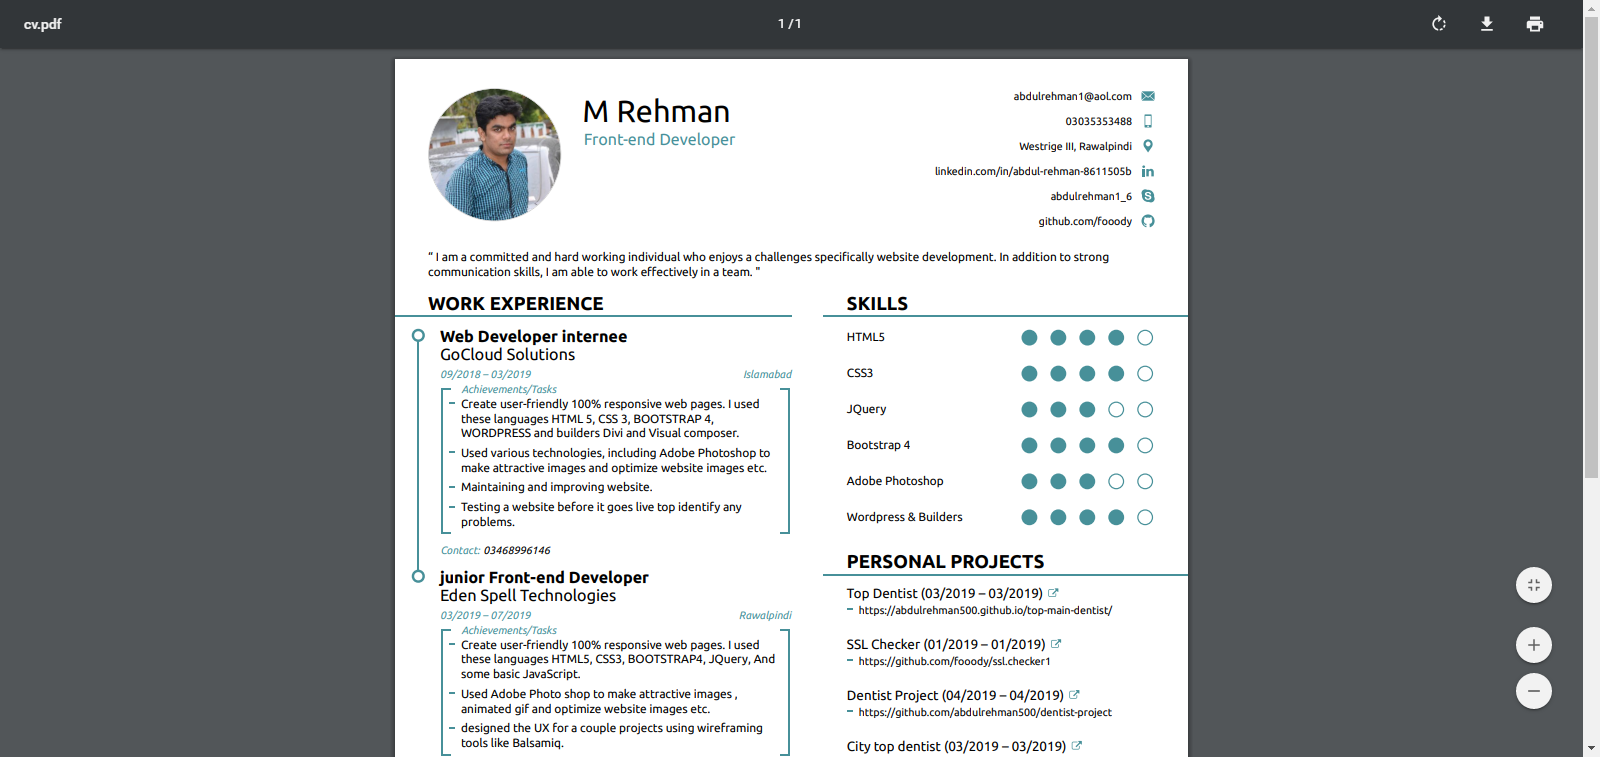 cv.pdf
1 / 1
M Rehman
Front-end Developer
abdulrehman1@aol.com
03035353488
Westrige III, Rawalpindi
linkedin.com/in/abdul-rehman-8611505b
abdulrehman1_6
github.com/fooody
“ I am a committed and hard working individual who enjoys a challenges specifically website development. In addition to strong
communication skills, I am able to work effectively in a team. "
WORK EXPERIENCE
Web Developer internee
GoCloud Solutions
09/2018 – 03/2019 Islamabad
Achievements/Tasks
– Create user-friendly 100% responsive web pages. I used
these languages HTML 5, CSS 3, BOOTSTRAP 4,
WORDPRESS and builders Divi and Visual composer.
– Used various technologies, including Adobe Photoshop to
make attractive images and optimize website images etc.
– Maintaining and improving website.
– Testing a website before it goes live top identify any
problems.
Contact: 03468996146
junior Front-end Developer
Eden Spell Technologies
03/2019 – 07/2019 Rawalpindi
Achievements/Tasks
– Create user-friendly 100% responsive web pages. I used
these languages HTML5, CSS3, BOOTSTRAP4, JQuery, And
some basic JavaScript.
– Used Adobe Photo shop to make attractive images ,
animated gif and optimize website images etc.
– designed the UX for a couple projects using wireframing
tools like Balsamiq.
SKILLS
HTML5
CSS3
JQuery
Bootstrap 4
Adobe Photoshop
Wordpress & Builders
PERSONAL PROJECTS
Top Dentist (03/2019 – 03/2019)
– https://abdulrehman500.github.io/top-main-dentist/
SSL Checker (01/2019 – 01/2019)
– https://github.com/fooody/ssl.checker1
Dentist Project (04/2019 – 04/2019)
– https://github.com/abdulrehman500/dentist-project
City top dentist (03/2019 – 03/2019)